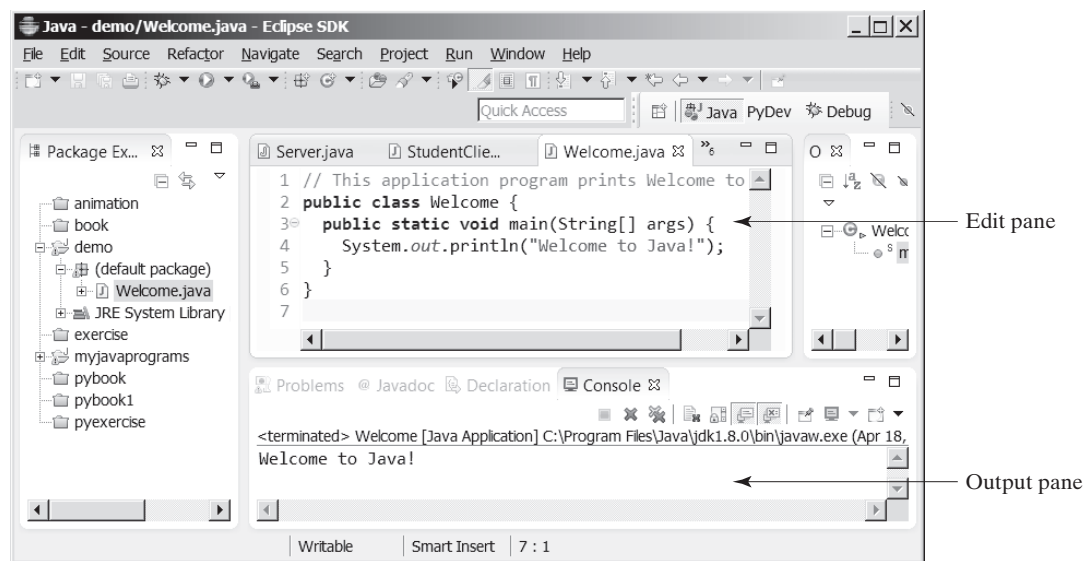 Java - demo/Welcome.java - Eclipse SDK
File Edit Source Refactor Navigate Search Project Run Window Help
Quick Access Java PyDev Debug
Package Ex...
animation
book
demo
(default package)
Welcome.java
JRE System Library
exercise
myjavaprograms
pybook
pybook1
pyexercise
Server.java StudentClie... Welcome.java »6
1 // This application program prints Welcome to
2 public class Welcome {
3 public static void main(String[] args) {
4 System.out.println("Welcome to Java!");
5 }
6 }
7
O
Welcc
S m
Edit pane
Problems @ Javadoc Declaration Console
<terminated> Welcome [Java Application] C:\Program Files\Java\jdk1.8.0\bin\javaw.exe (Apr 18,
Welcome to Java!
Output pane
Writable Smart Insert 7 : 1